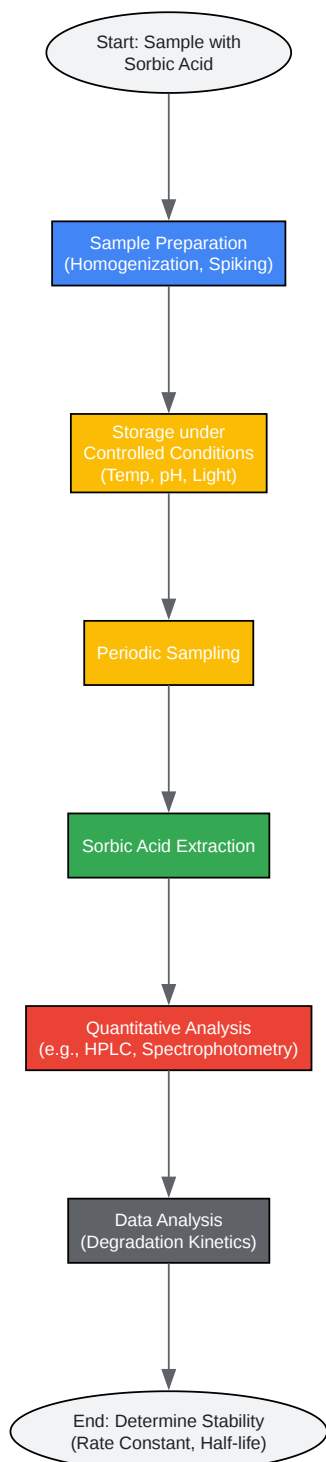 Start: Sample with
Sorbic Acid
Sample Preparation
(Homogenization, Spiking)
Storage under
Controlled Conditions
(Temp, pH, Light)
Periodic Sampling
Sorbic Acid Extraction
Quantitative Analysis
(e.g., HPLC, Spectrophotometry)
Data Analysis
(Degradation Kinetics)
End: Determine Stability
(Rate Constant, Half-life)